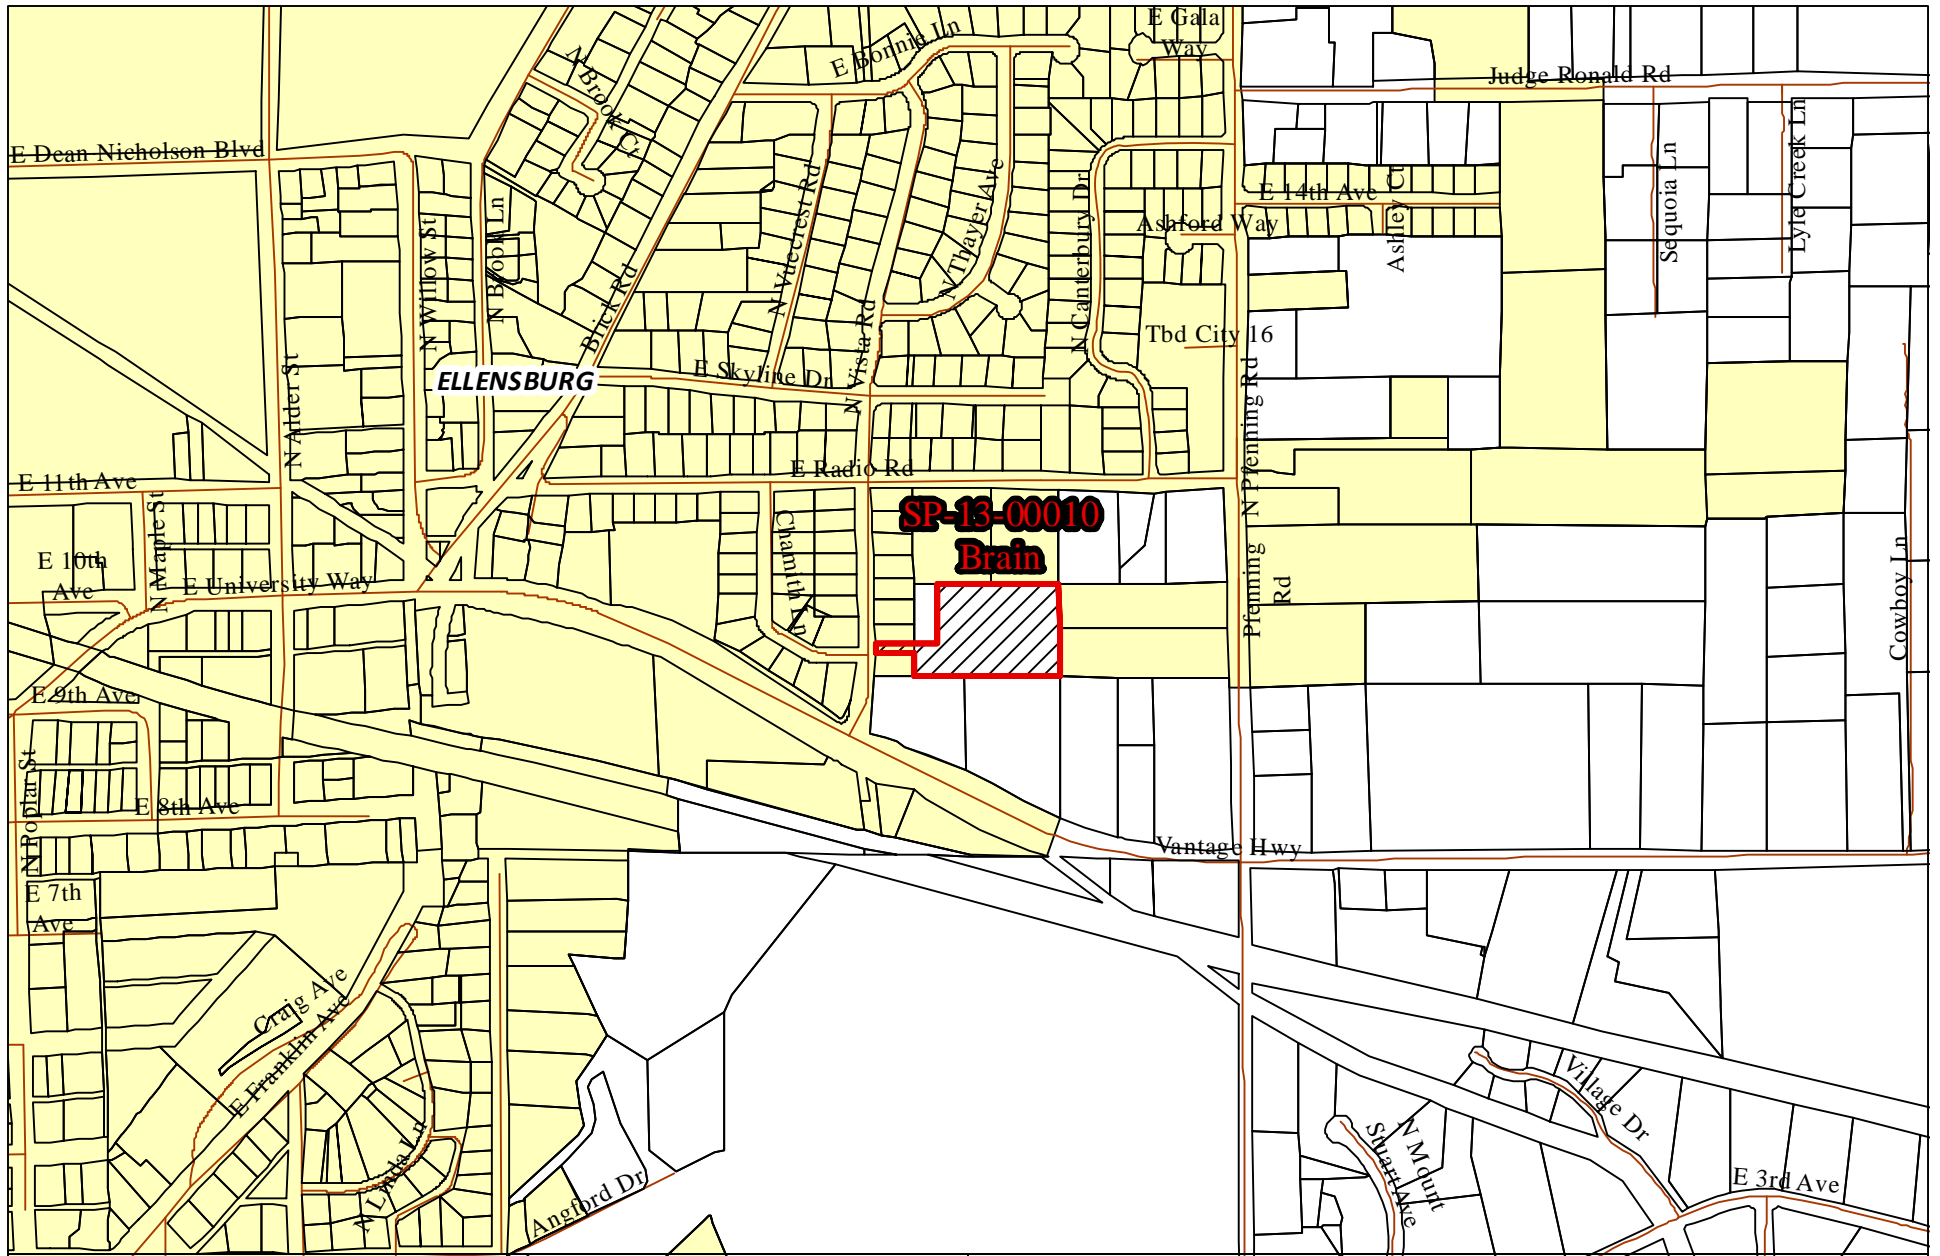 E Gala
Way
E Bonnie Ln
N Brook Ct
Judge Ronald Rd
E Dean Nicholson Blvd
N Willow St
N Brook Ln
Brick Rd
N Vuecrest Rd
N Thayer Ave
N Canterbury Dr
E 14th Ave
Ashford Way
Ashley Ct
Sequoia Ln
Lyle Creek Ln
N Vista Rd
Tbd City 16
ELLENSBURG
E Skyline Dr
N Alder St
N Pfenning Rd
E Radio Rd
E 11th Ave
N Maple St
Chamith Ln
SP-13-00010
Brain
E 10th
Ave
E University Way
Pfenning
Rd
Cowboy Ln
E 9th Ave
N Poplar St
E 8th Ave
Vantage Hwy
E 7th
Ave
Craig Ave
E Franklin Ave
N Linda Ln
Angford Dr
Village Dr
N Mount
Stuart Ave
E 3rd Ave